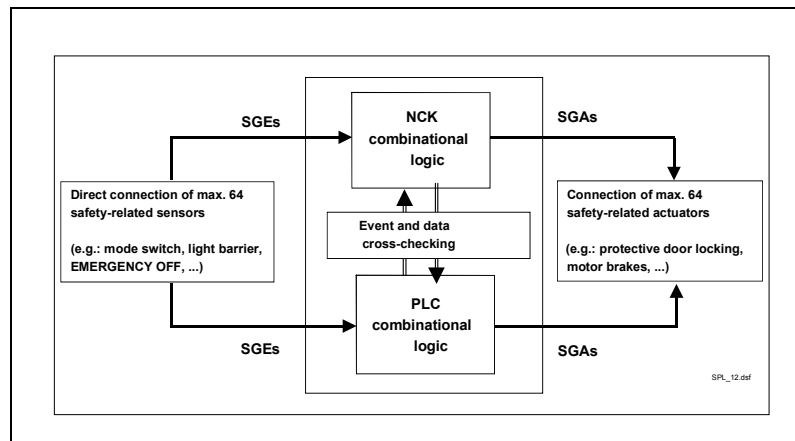 SGEs
NCK
combinational
logic
SGAs
Direct connection of max. 64
safety-related sensors
(e.g.: mode switch, light barrier,
EMERGENCY OFF, ...)
Event and data
cross-checking
Connection of max. 64
safety-related actuators
(e.g.: protective door locking,
motor brakes, ...)
PLC
combinational
logic
SGEs
SGAs
SPL_12.dsf